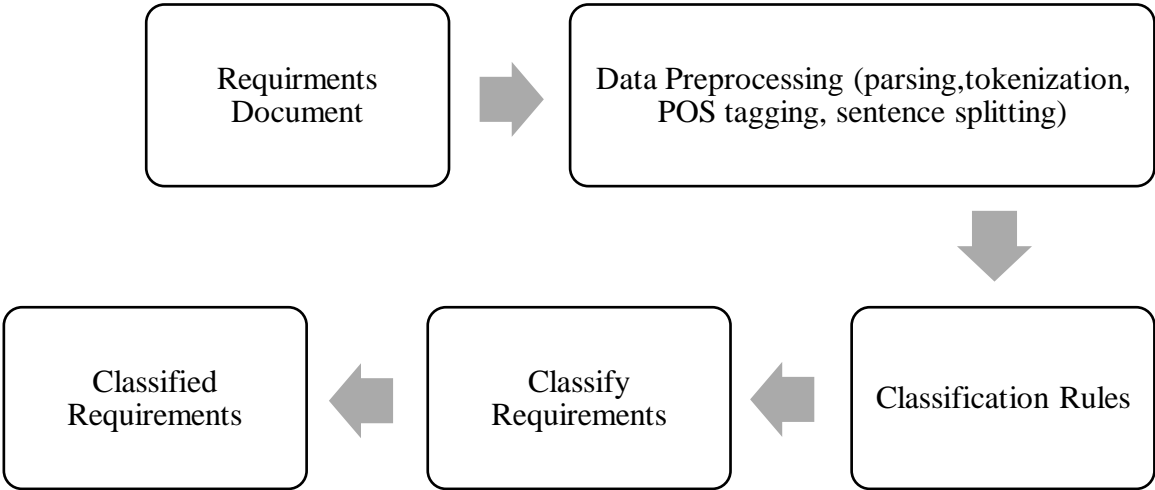 Requirments
Document
Data Preprocessing (parsing,tokenization,
POS tagging, sentence splitting)
Classification Rules
Classify
Requirements
Classified
Requirements